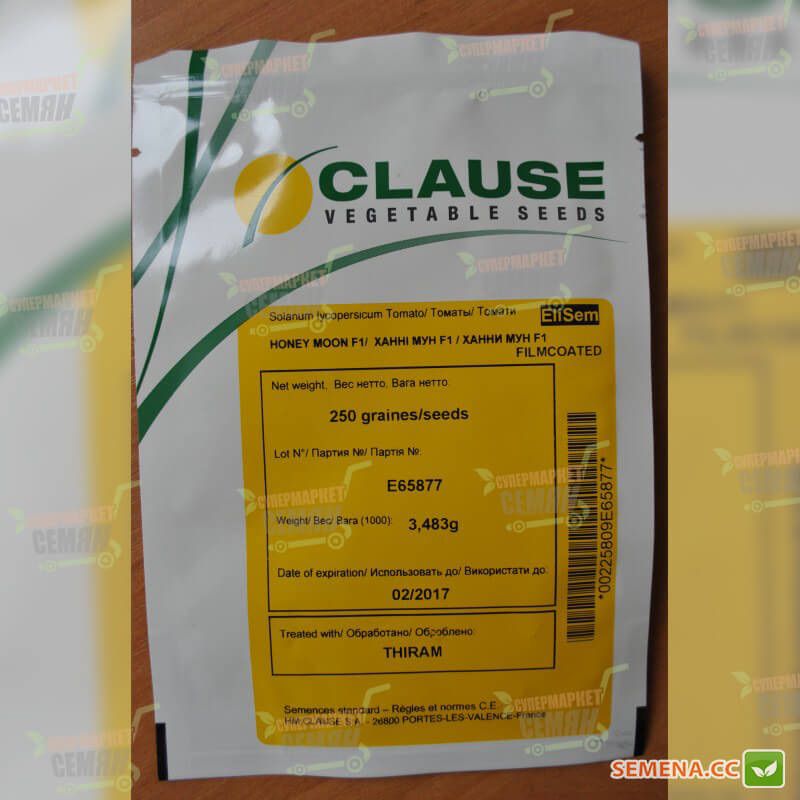 CLAUSE
VEGETABLE SEEDS
Solanum lycopersicum Tomato/ Томаты/ Томати
EliSem
HONEY MOON F1/ ХАННІ МУН F1 / ХАННИ МУН F1
FILMCOATED
Net weight, Вес нетто, Вага нетто:
250 graines/seeds
Lot N°/ Партия №/ Партія №:
E65877
Weight/ Вес/ Вага (1000): 3,483g
Date of expiration/ Использовать до/ Використати до:
02/2017
Treated with/ Обработано/ Оброблено:
THIRAM
*00225809E65877*
Semences standard – Règles et normes C.E.
HM.CLAUSE S.A. - 26800 PORTES-LES-VALENCE-France
СУПЕРМАРКЕТ
СЕМЯН
SEMENA.CC